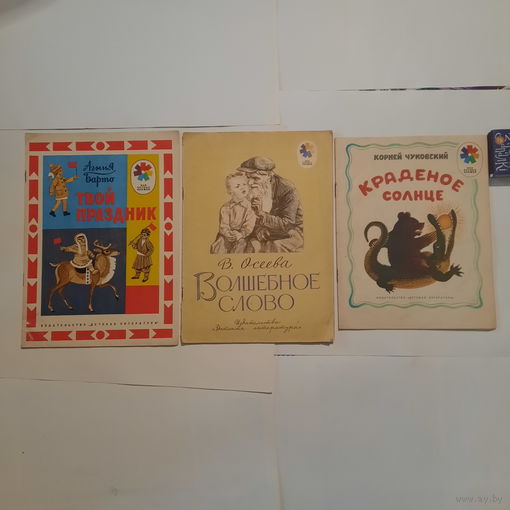 Агния
Барто
ТВОЙ
ПРАЗДНИК
ИЗДАТЕЛЬСТВО "ДЕТСКАЯ ЛИТЕРАТУРА"
В. Осеева
ВОЛШЕБНОЕ
СЛОВО
Издательство
"Детская литература"
КОРНЕЙ ЧУКОВСКИЙ
КРАДЕНОЕ
СОЛНЦЕ
ИЗДАТЕЛЬСТВО "ДЕТСКАЯ ЛИТЕРАТУРА"
www.ay.by